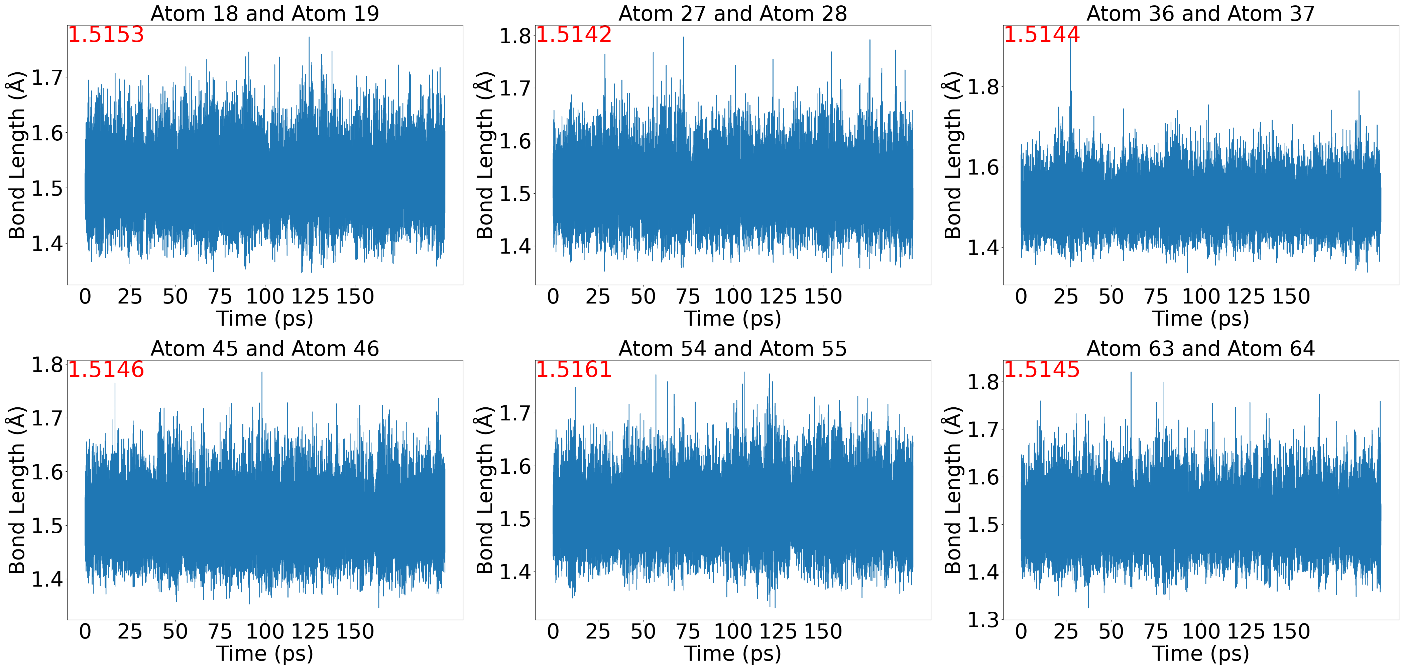 Atom 18 and Atom 19
1.5153
Bond Length (Å)
1.7
1.6
1.5
1.4
0 25 50 75 100 125 150
Time (ps)
Atom 27 and Atom 28
1.5142
Bond Length (Å)
1.8
1.7
1.6
1.5
1.4
0 25 50 75 100 125 150
Time (ps)
Atom 36 and Atom 37
1.5144
Bond Length (Å)
1.8
1.6
1.4
0 25 50 75 100 125 150
Time (ps)
Atom 45 and Atom 46
1.5146
Bond Length (Å)
1.8
1.7
1.6
1.5
1.4
0 25 50 75 100 125 150
Time (ps)
Atom 54 and Atom 55
1.5161
Bond Length (Å)
1.7
1.6
1.5
1.4
0 25 50 75 100 125 150
Time (ps)
Atom 63 and Atom 64
1.5145
Bond Length (Å)
1.8
1.7
1.6
1.5
1.4
1.3
0 25 50 75 100 125 150
Time (ps)